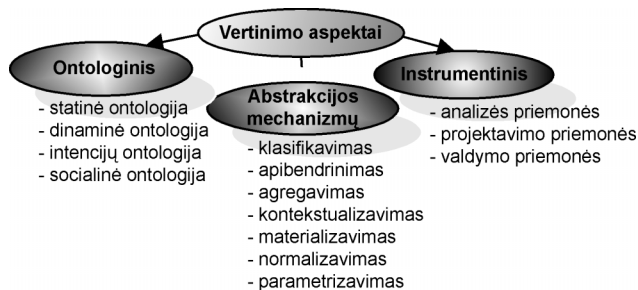 Vertinimo aspektai
Ontologinis
- statinė ontologija
- dinaminė ontologija
- intencijų ontologija
- socialinė ontologija
Abstrakcijos
mechanizmų
- klasifikavimas
- apibendrinimas
- agregavimas
- kontekstualizavimas
- materializavimas
- normalizavimas
- parametrizavimas
Instrumentinis
- analizės priemonės
- projektavimo priemonės
- valdymo priemonės